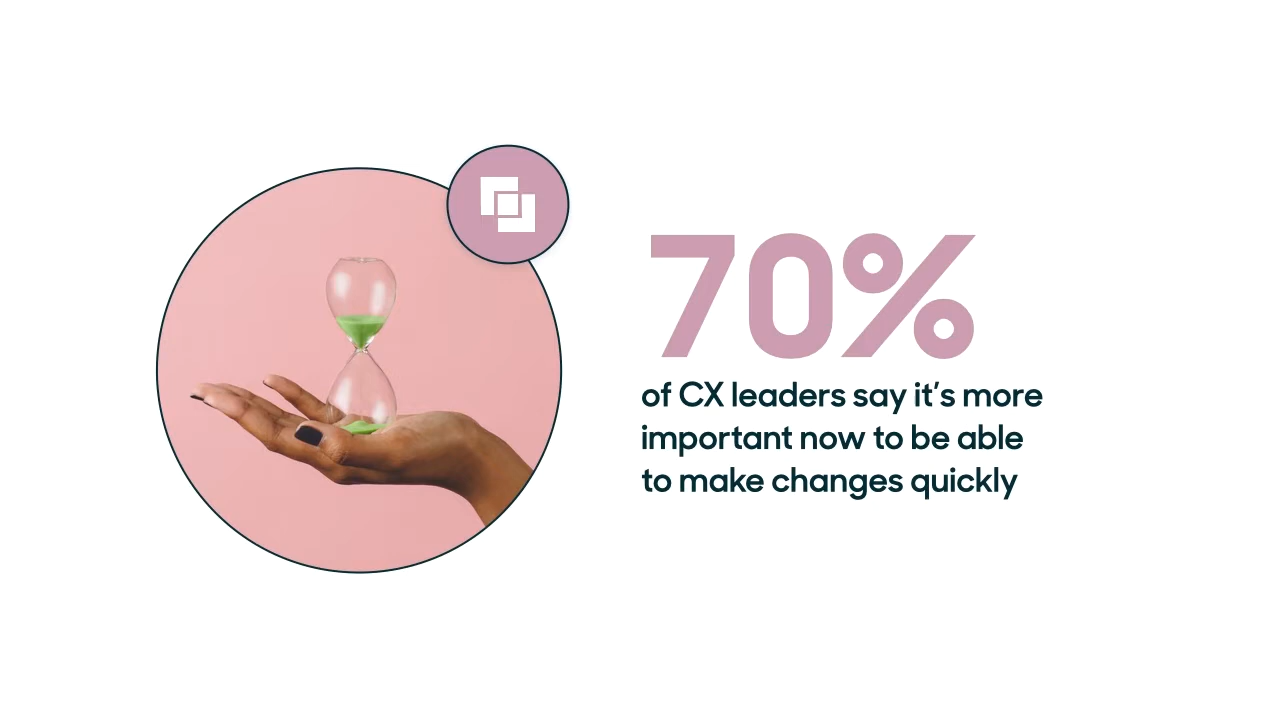 70%
of CX leaders say it’s more
important now to be able
to make changes quickly